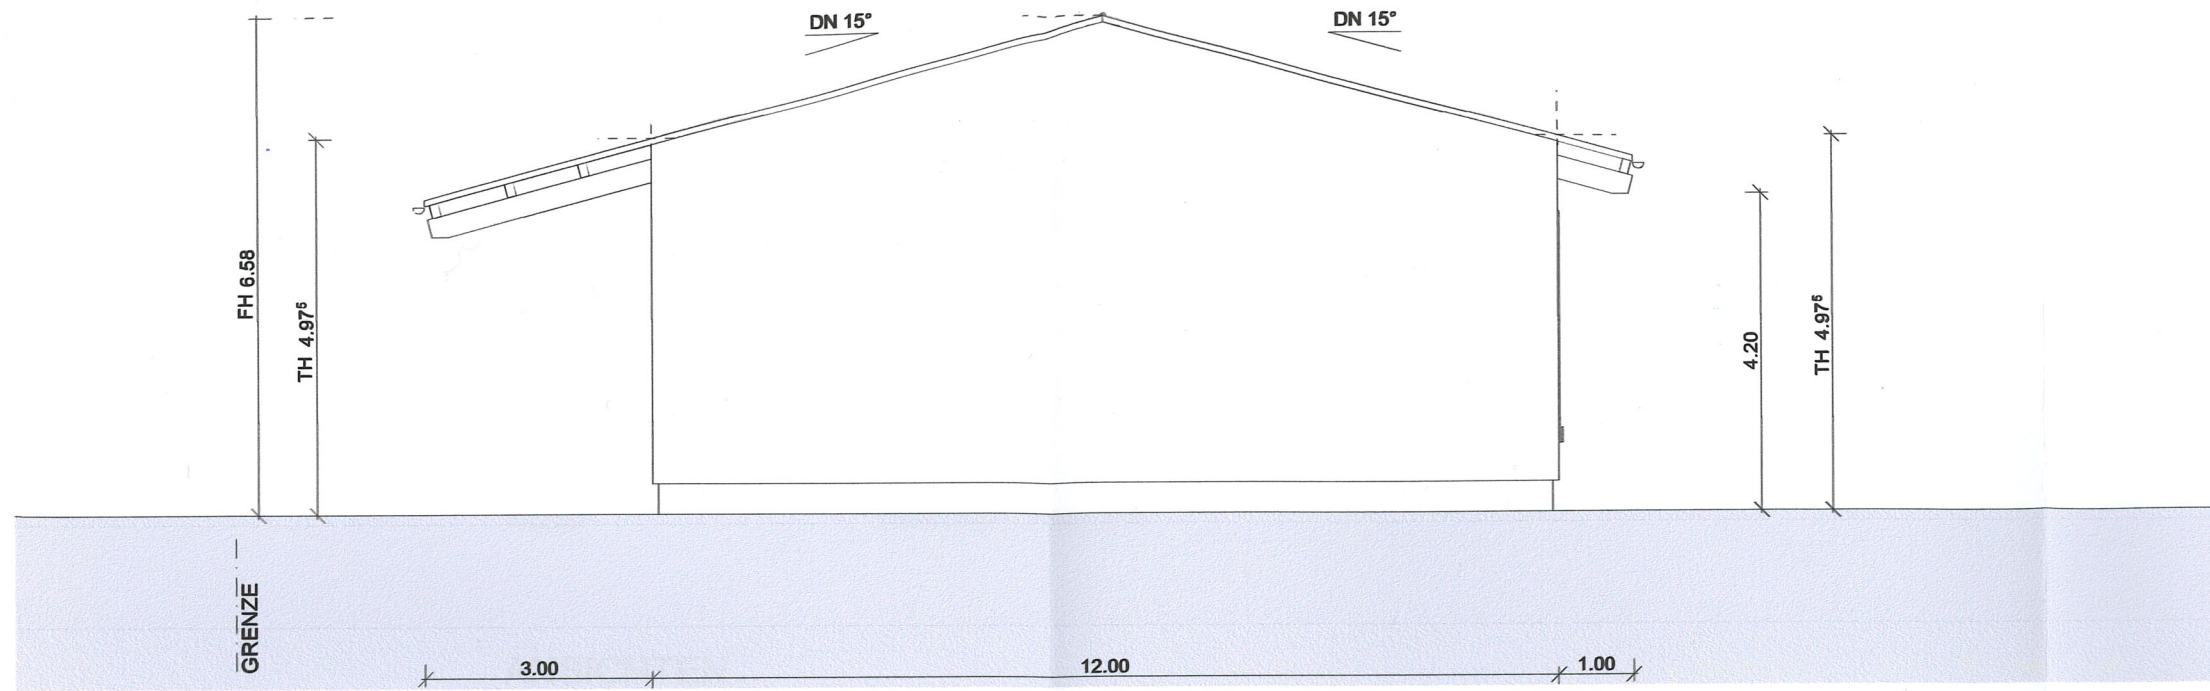 DN 15°
DN 15°
FH 6.58
TH 4.97⁵
4.20
TH 4.97⁵
GRENZE
3.00
12.00
1.00